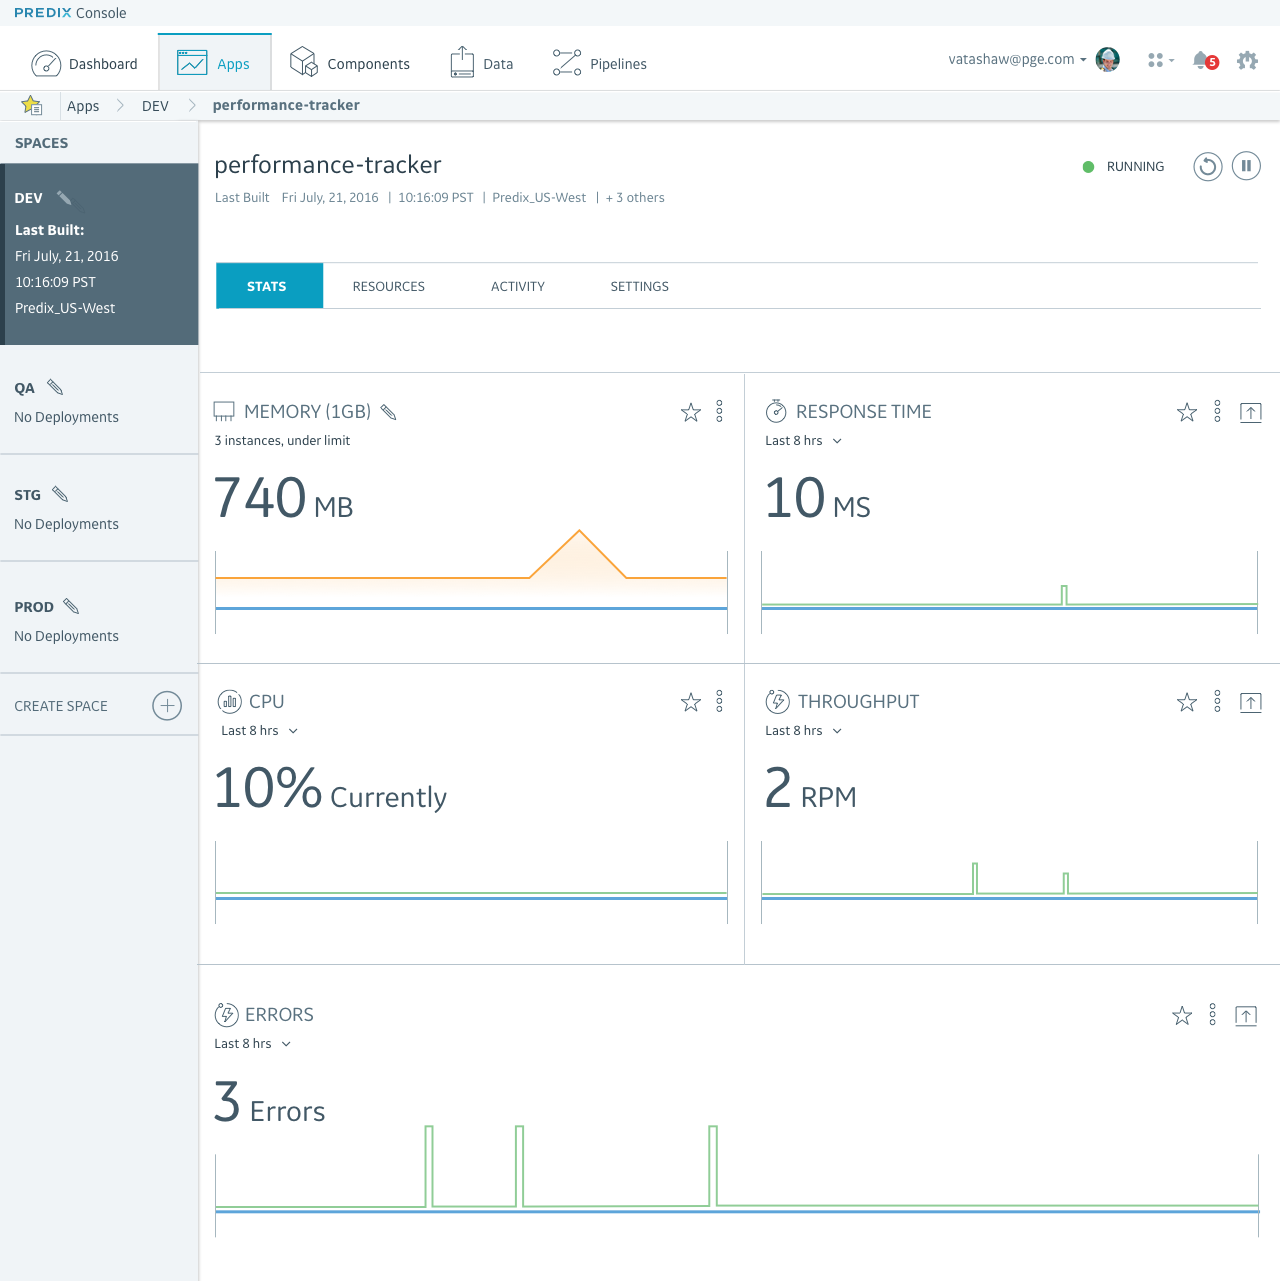 PREDIX Console
Dashboard
Apps
Components
Data
Pipelines
vatashaw@pge.com
5
Apps
DEV
performance-tracker
SPACES
DEV
Last Built:
Fri July, 21, 2016
10:16:09 PST
Predix_US-West
QA
No Deployments
STG
No Deployments
PROD
No Deployments
CREATE SPACE
performance-tracker
Last Built Fri July, 21, 2016 | 10:16:09 PST | Predix_US-West | + 3 others
RUNNING
STATS
RESOURCES
ACTIVITY
SETTINGS
MEMORY (1GB)
3 instances, under limit
740 MB
RESPONSE TIME
Last 8 hrs
10 MS
CPU
Last 8 hrs
10% Currently
THROUGHPUT
Last 8 hrs
2 RPM
ERRORS
Last 8 hrs
3 Errors